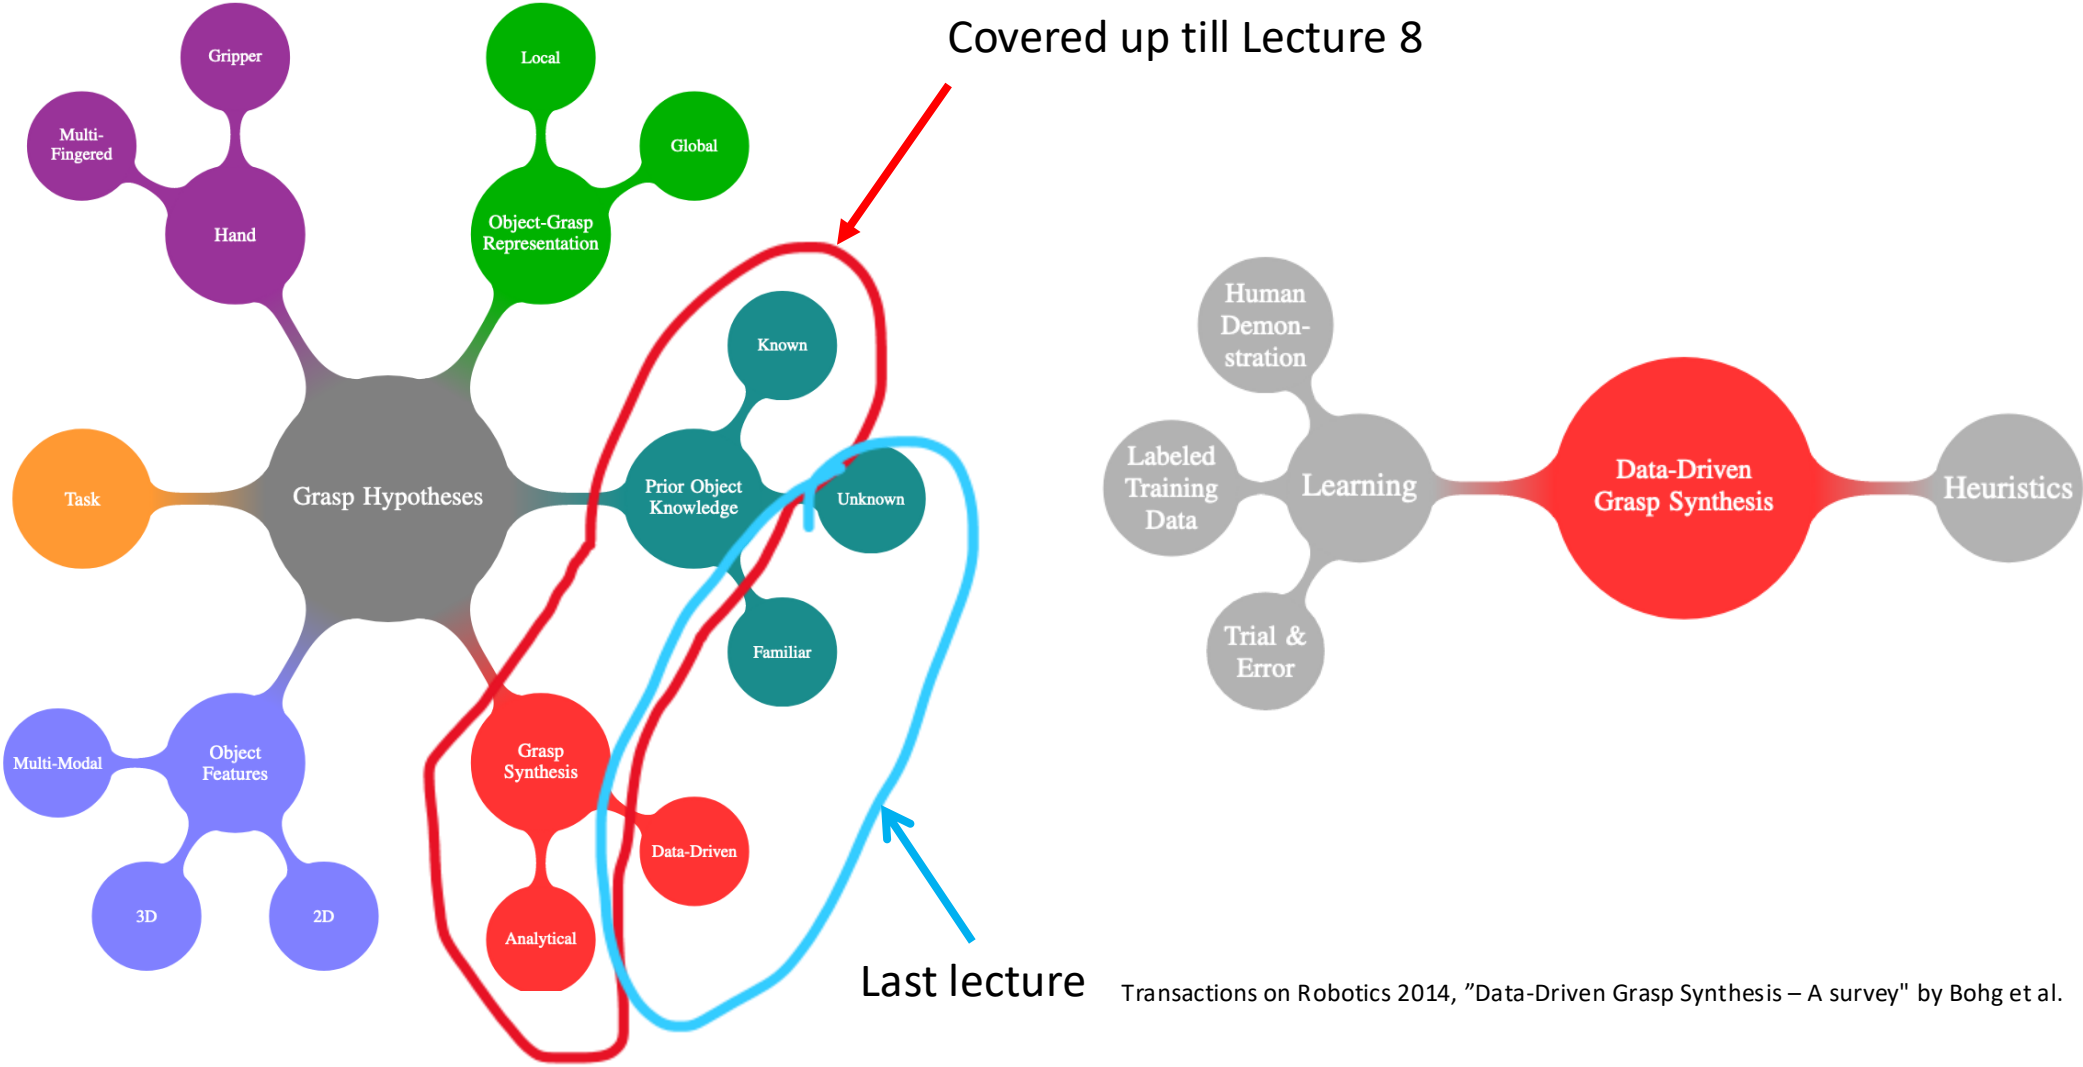 Covered up till Lecture 8
Gripper
Local
Multi-
Fingered
Global
Hand
Object-Grasp
Representation
Known
Task
Grasp Hypotheses
Prior Object
Knowledge
Unknown
Familiar
Multi-Modal
Object
Features
Grasp
Synthesis
Data-Driven
3D
2D
Analytical
Human
Demon-
stration
Labeled
Training
Data
Learning
Data-Driven
Grasp Synthesis
Heuristics
Trial &
Error
Last lecture
Transactions on Robotics 2014, ”Data-Driven Grasp Synthesis – A survey" by Bohg et al.